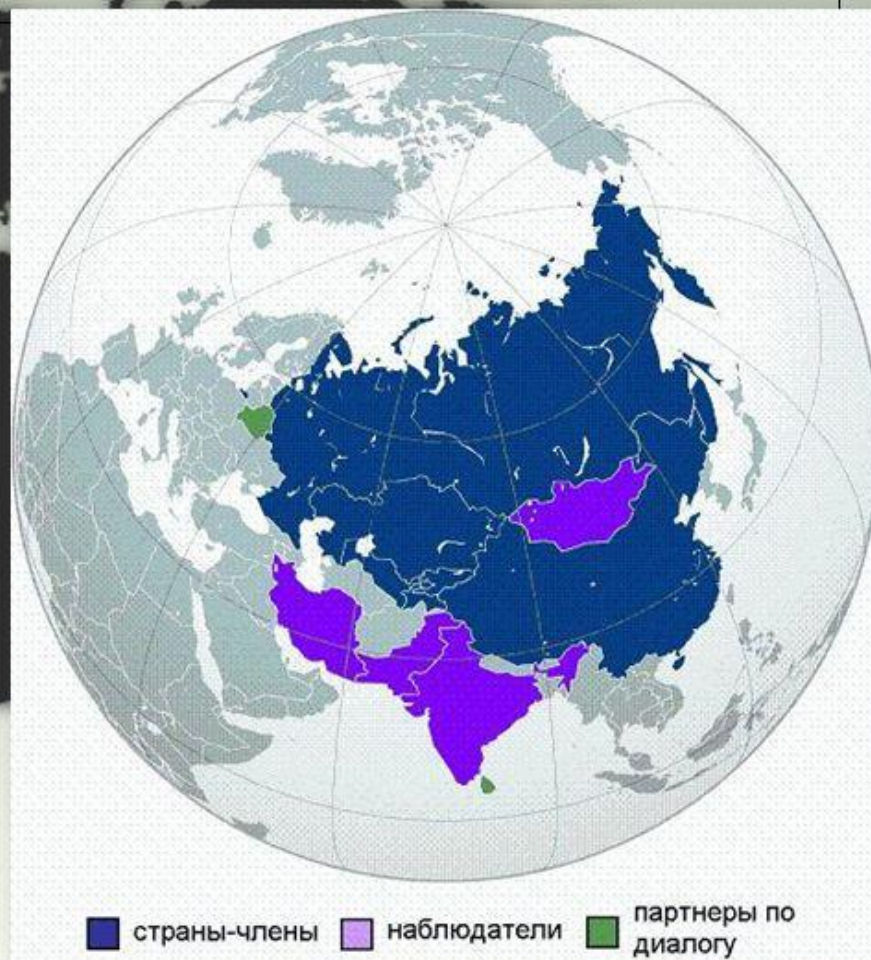 страны-члены
наблюдатели
партнеры по
диалогу